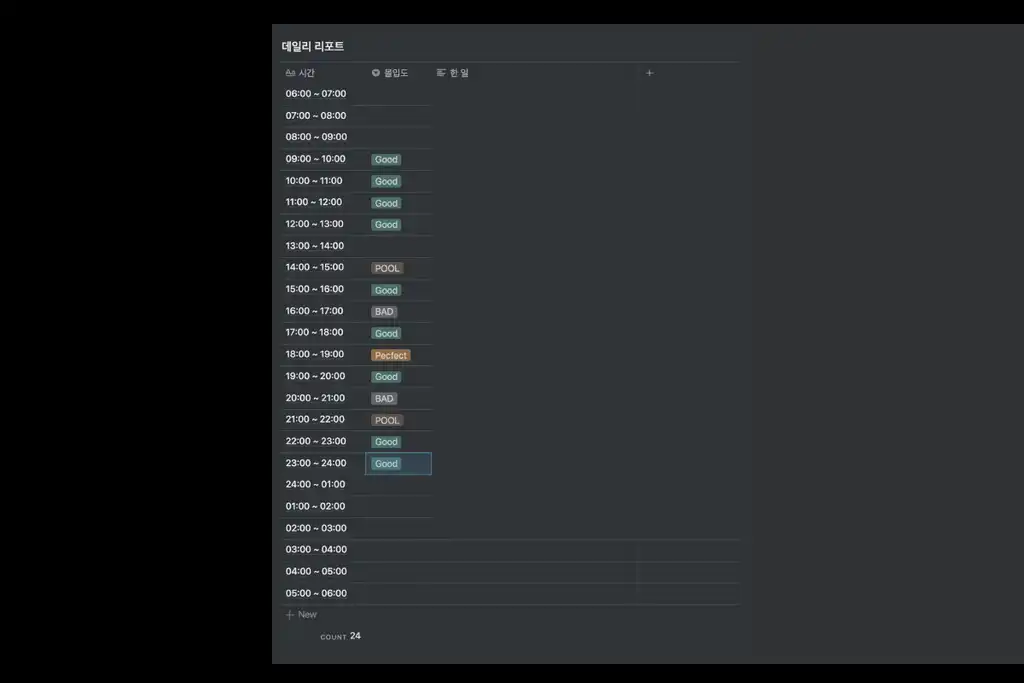 데일리 리포트
Aa 시간 몰입도 한 일 +
06:00 ~ 07:00
07:00 ~ 08:00
08:00 ~ 09:00
09:00 ~ 10:00 Good
10:00 ~ 11:00 Good
11:00 ~ 12:00 Good
12:00 ~ 13:00 Good
13:00 ~ 14:00
14:00 ~ 15:00 POOL
15:00 ~ 16:00 Good
16:00 ~ 17:00 BAD
17:00 ~ 18:00 Good
18:00 ~ 19:00 Pecfect
19:00 ~ 20:00 Good
20:00 ~ 21:00 BAD
21:00 ~ 22:00 POOL
22:00 ~ 23:00 Good
23:00 ~ 24:00 Good
24:00 ~ 01:00
01:00 ~ 02:00
02:00 ~ 03:00
03:00 ~ 04:00
04:00 ~ 05:00
05:00 ~ 06:00
+ New
COUNT 24